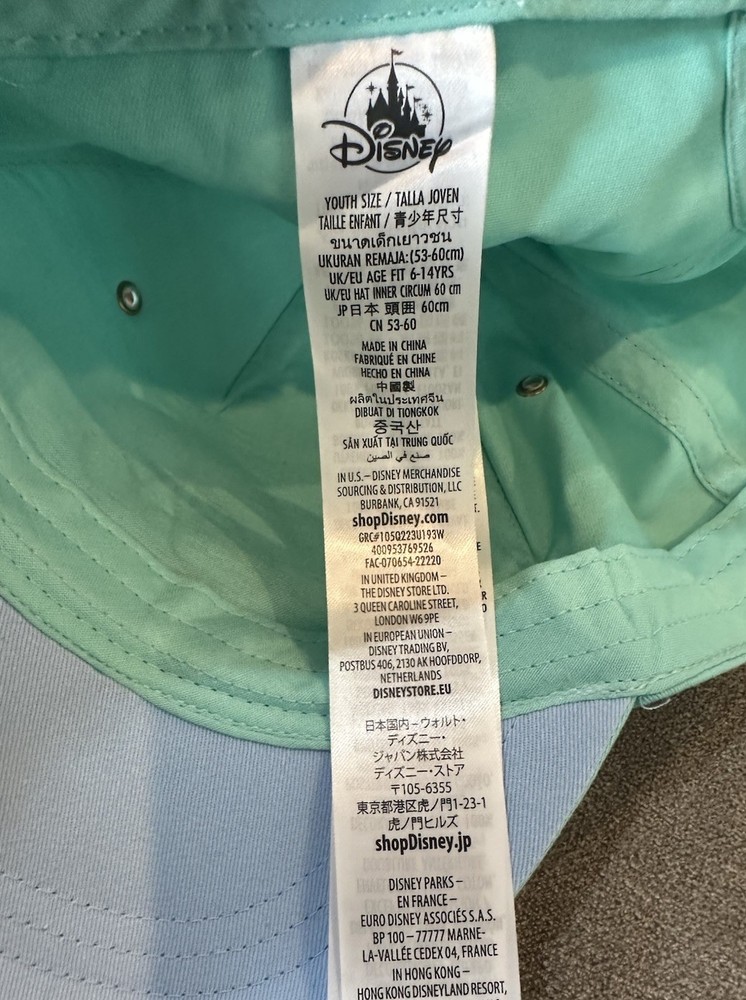 Disney
YOUTH SIZE / TALLA JOVEN
TAILLE ENFANT / 青少年尺寸
ขนาดเด็กเยาวชน
UKURAN REMAJA: (53-60cm)
UK/EU AGE FIT 6-14YRS
UK/EU HAT INNER CIRCUM 60 cm
JP日本 頭囲 60cm
CN 53-60
MADE IN CHINA
FABRIQUÉ EN CHINE
HECHO EN CHINA
中國製
ผลิตในประเทศจีน
DIBUAT DI TIONGKOK
중국산
SẢN XUẤT TẠI TRUNG QUỐC
صنع في الصين
IN U.S. – DISNEY MERCHANDISE
SOURCING & DISTRIBUTION, LLC
BURBANK, CA 91521
shopDisney.com
GRC#105Q223U193W
400953769526
FAC-070654-22220
IN UNITED KINGDOM –
THE DISNEY STORE LTD.
3 QUEEN CAROLINE STREET,
LONDON W6 9PE
IN EUROPEAN UNION –
DISNEY TRADING BV,
POSTBUS 406, 2130 AK HOOFDDORP,
NETHERLANDS
DISNEYSTORE.EU
日本国内 – ウォルト・
ディズニー・
ジャパン株式会社
ディズニー・ストア
〒105-6355
東京都港区虎ノ門1-23-1
虎ノ門ヒルズ
shopDisney.jp
DISNEY PARKS –
EN FRANCE –
EURO DISNEY ASSOCIÉS S.A.S.
BP 100 – 77777 MARNE-
LA-VALLÉE CEDEX 04, FRANCE
IN HONG KONG –
HONG KONG DISNEYLAND RESORT,